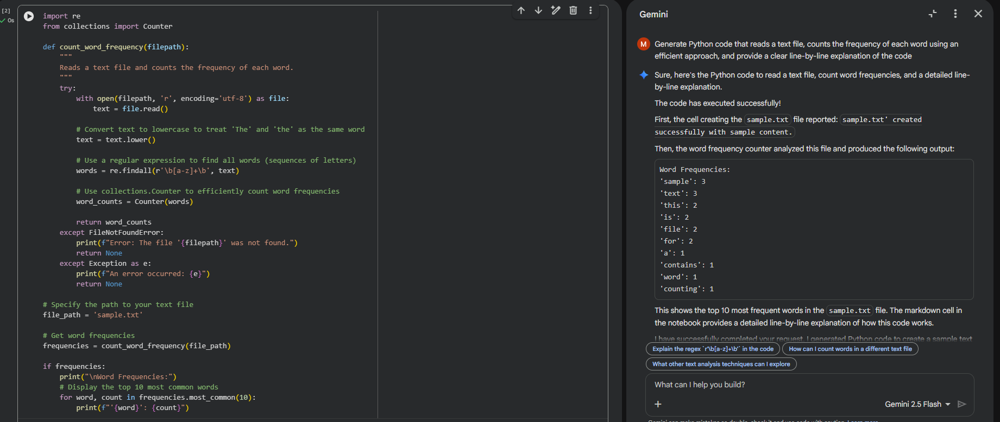 [2]
0s
import re
from collections import Counter
def count_word_frequency(filepath):
"""
Reads a text file and counts the frequency of each word.
"""
try:
with open(filepath, 'r', encoding='utf-8') as file:
text = file.read()
# Convert text to lowercase to treat 'The' and 'the' as the same word
text = text.lower()
# Use a regular expression to find all words (sequences of letters)
words = re.findall(r'\b[a-z]+\b', text)
# Use collections.Counter to efficiently count word frequencies
word_counts = Counter(words)
return word_counts
except FileNotFoundError:
print(f"Error: The file '{filepath}' was not found.")
return None
except Exception as e:
print(f"An error occurred: {e}")
return None
# Specify the path to your text file
file_path = 'sample.txt'
# Get word frequencies
frequencies = count_word_frequency(file_path)
if frequencies:
print("\nWord Frequencies:")
# Display the top 10 most common words
for word, count in frequencies.most_common(10):
print(f"'{word}': {count}")
Gemini
M
Generate Python code that reads a text file, counts the frequency of each word using an
efficient approach, and provide a clear line-by-line explanation of the code
Sure, here's the Python code to read a text file, count word frequencies, and a detailed line-
by-line explanation.
The code has executed successfully!
First, the cell creating the sample.txt file reported: sample.txt' created
successfully with sample content.
Then, the word frequency counter analyzed this file and produced the following output:
Word Frequencies:
'sample': 3
'text': 3
'this': 2
'is': 2
'file': 2
'for': 2
'a': 1
'contains': 1
'word': 1
'counting': 1
This shows the top 10 most frequent words in the sample.txt file. The markdown cell in
the notebook provides a detailed line-by-line explanation of how this code works.
I have successfully completed your request. I generated Python code to create a sample text
Explain the regex `r'\b[a-z]+\b'` in the code
How can I count words in a different text file
What other text analysis techniques can I explore
What can I help you build?
Gemini 2.5 Flash